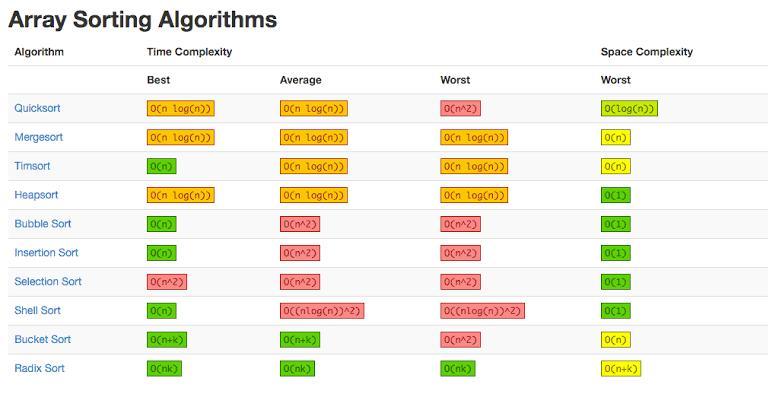 Array Sorting Algorithms
Algorithm Time Complexity Space Complexity
Best Average Worst Worst
Quicksort O(n log(n)) O(n log(n)) O(n^2) O(log(n))
Mergesort O(n log(n)) O(n log(n)) O(n log(n)) O(n)
Timsort O(n) O(n log(n)) O(n log(n)) O(n)
Heapsort O(n log(n)) O(n log(n)) O(n log(n)) O(1)
Bubble Sort O(n) O(n^2) O(n^2) O(1)
Insertion Sort O(n) O(n^2) O(n^2) O(1)
Selection Sort O(n^2) O(n^2) O(n^2) O(1)
Shell Sort O(n) O((nlog(n))^2) O((nlog(n))^2) O(1)
Bucket Sort O(n+k) O(n+k) O(n^2) O(n)
Radix Sort O(nk) O(nk) O(nk) O(n+k)